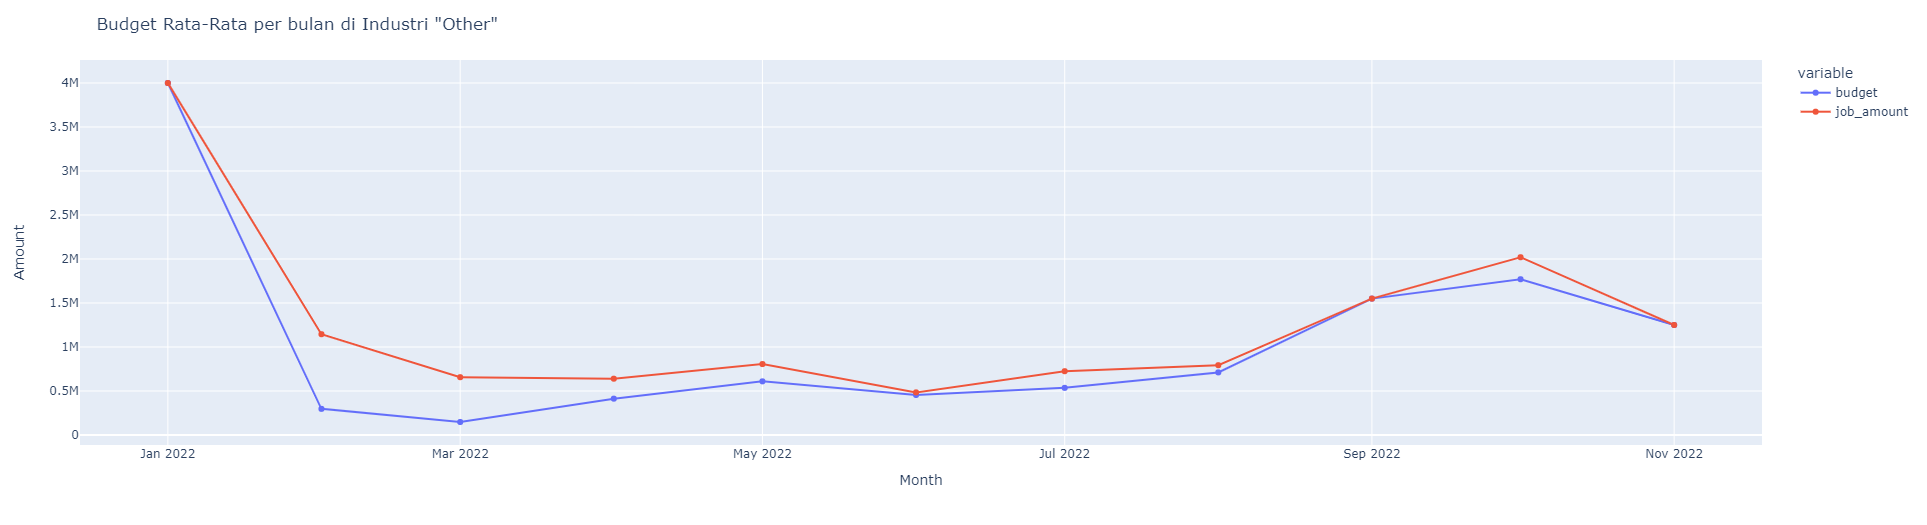 Budget Rata-Rata per bulan di Industri "Other"
variable
budget
job_amount
4M
3.5M
3M
2.5M
2M
1.5M
1M
0.5M
0
Amount
Jan 2022
Mar 2022
May 2022
Jul 2022
Sep 2022
Nov 2022
Month